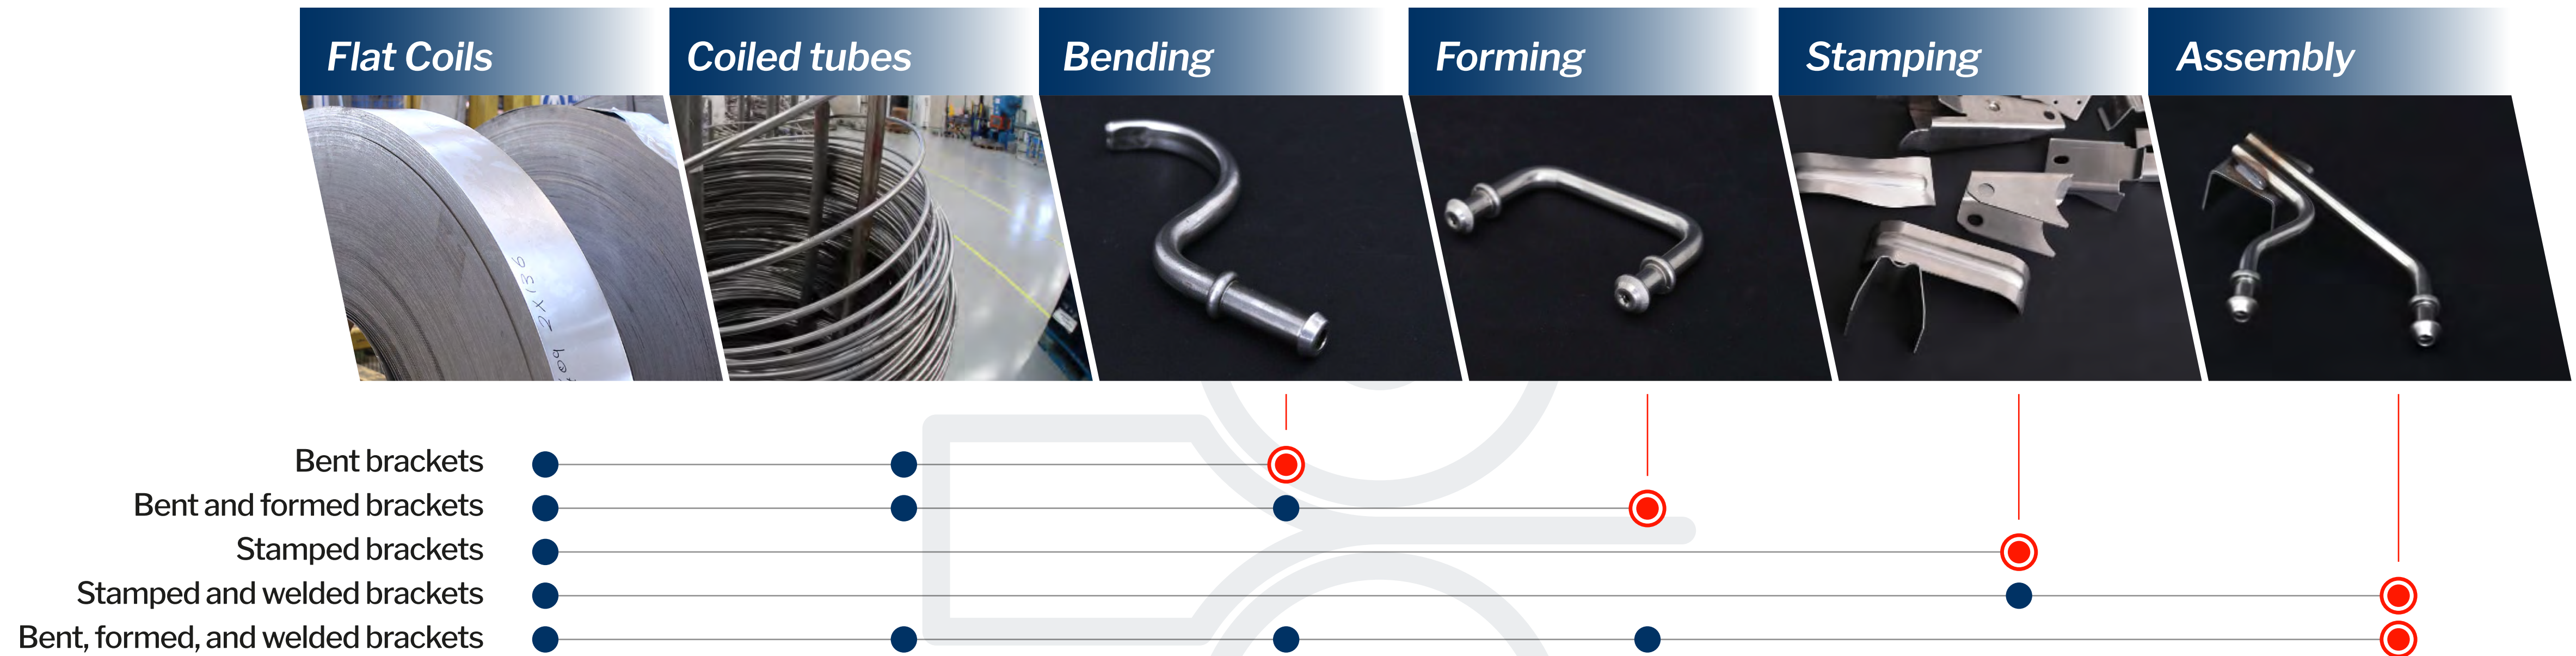 Flat Coils
Coiled tubes
Bending
Forming
Stamping
Assembly
2X136
Bent brackets
Bent and formed brackets
Stamped brackets
Stamped and welded brackets
Bent, formed, and welded brackets